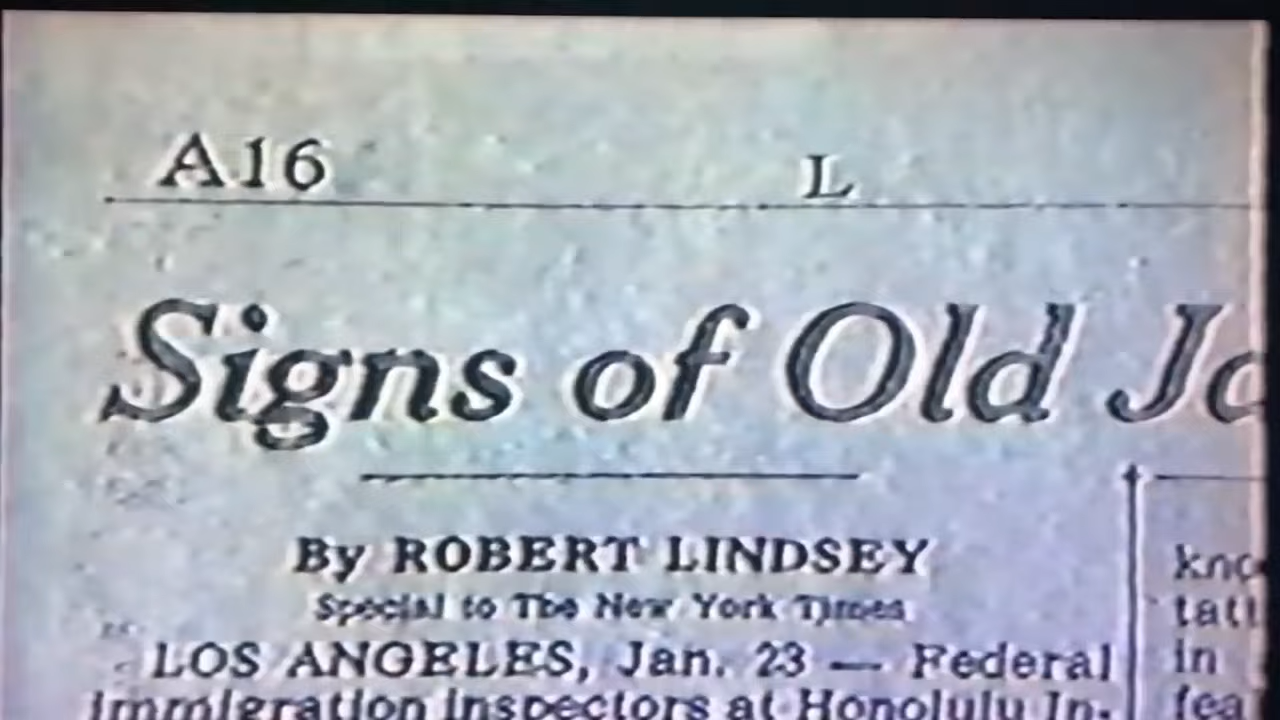 A16
L
Signs of Old
By ROBERT LINDSEY
Special to The New York Times
LOS ANGELES, Jan. 23 — Federal
immigration inspectors at Honolulu In-
in